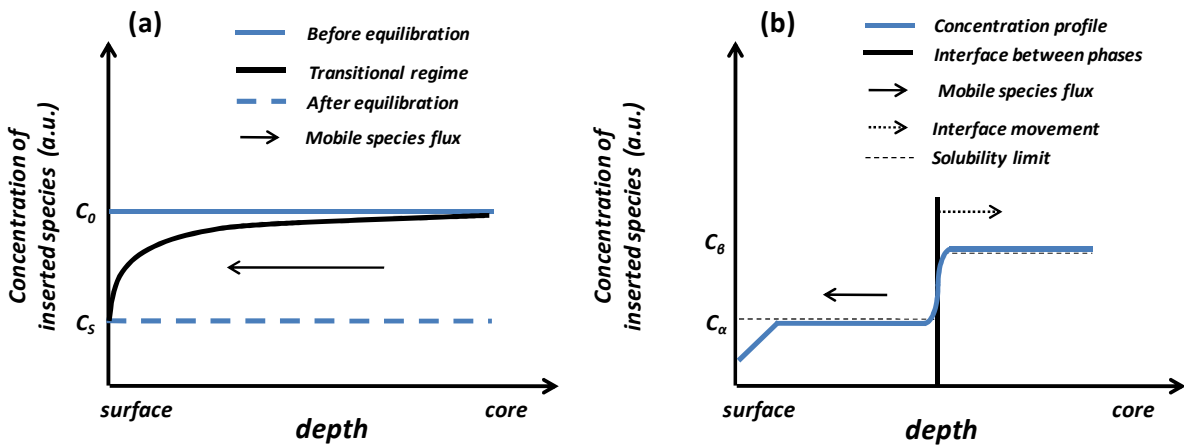 (a)
Before equilibration
Transitional regime
After equilibration
Mobile species flux
Concentration of
inserted species (a.u.)
C0
CS
surface
core
depth
(b)
Concentration profile
Interface between phases
Mobile species flux
Interface movement
Solubility limit
Concentration of
inserted species (a.u.)
Cβ
Cα
surface
core
depth